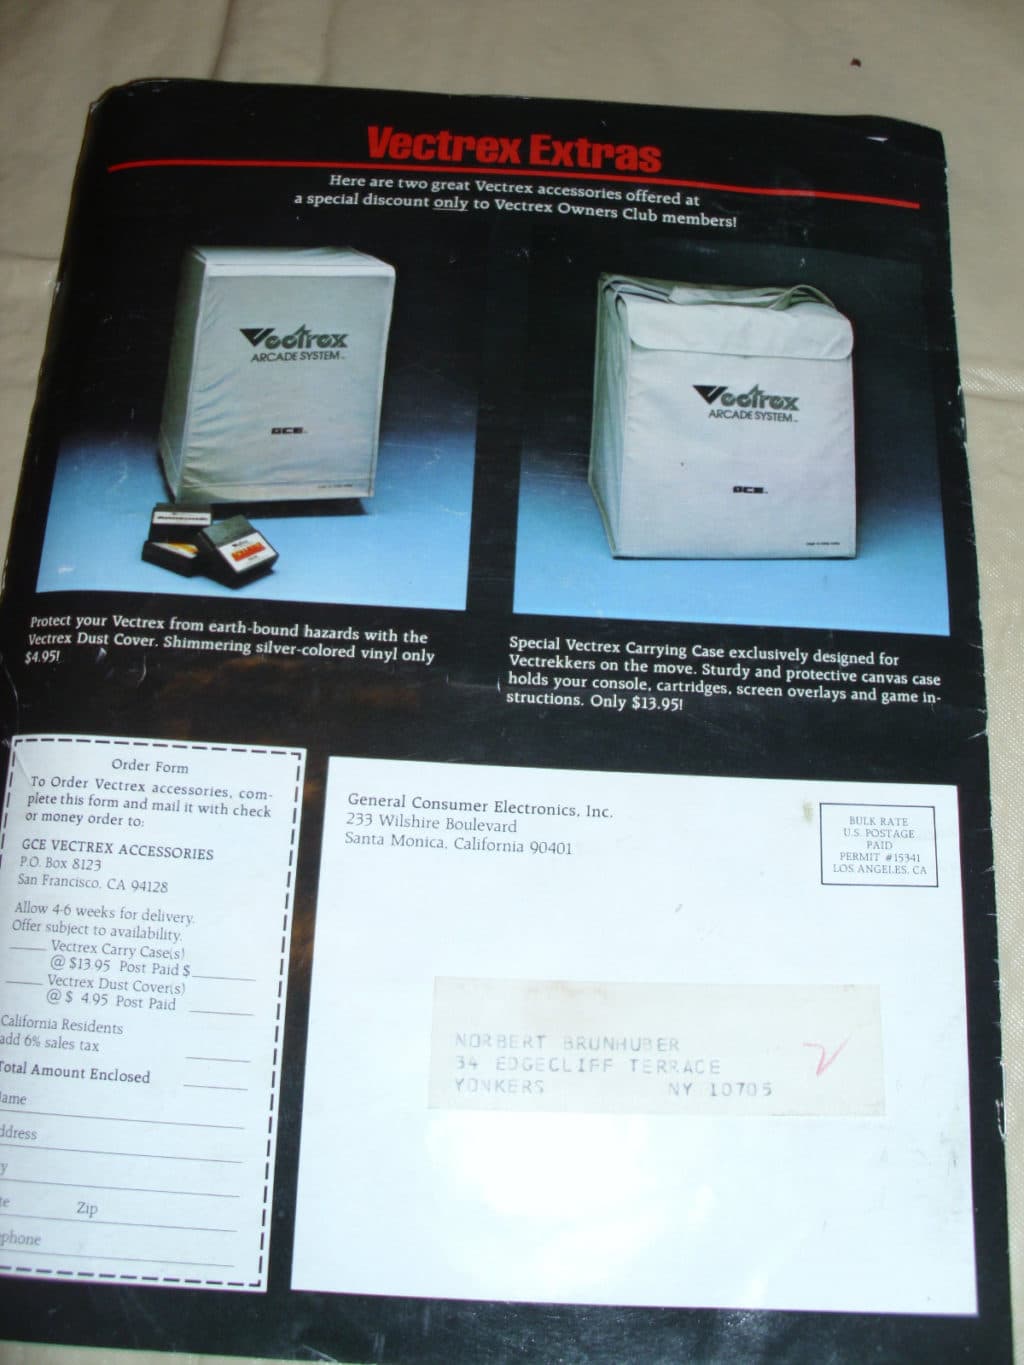 Vectrex Extras
Here are two great Vectrex accessories offered at
a special discount only to Vectrex Owners Club members!
Vectrex
ARCADE SYSTEM
GCE
Vectrex
ARCADE SYSTEM
GCE
Protect your Vectrex from earth-bound hazards with the
Vectrex Dust Cover. Shimmering silver-colored vinyl only
$4.95!
Special Vectrex Carrying Case exclusively designed for
Vectrekkers on the move. Sturdy and protective canvas case
holds your console, cartridges, screen overlays and game in-
structions. Only $13.95!
Order Form
To Order Vectrex accessories, com-
plete this form and mail it with check
or money order to:
GCE VECTREX ACCESSORIES
P.O. Box 8123
San Francisco, CA 94128
Allow 4-6 weeks for delivery.
Offer subject to availability.
Vectrex Carry Case(s)
@ $13.95 Post Paid $
Vectrex Dust Cover(s)
@ $ 4.95 Post Paid
California Residents
add 6% sales tax
Total Amount Enclosed
ame
ddress
y
te Zip
ephone
General Consumer Electronics, Inc.
233 Wilshire Boulevard
Santa Monica, California 90401
BULK RATE
U.S. POSTAGE
PAID
PERMIT #15341
LOS ANGELES, CA
NORBERT BRUNHUBER
34 EDGECLIFF TERRACE
YONKERS NY 10705